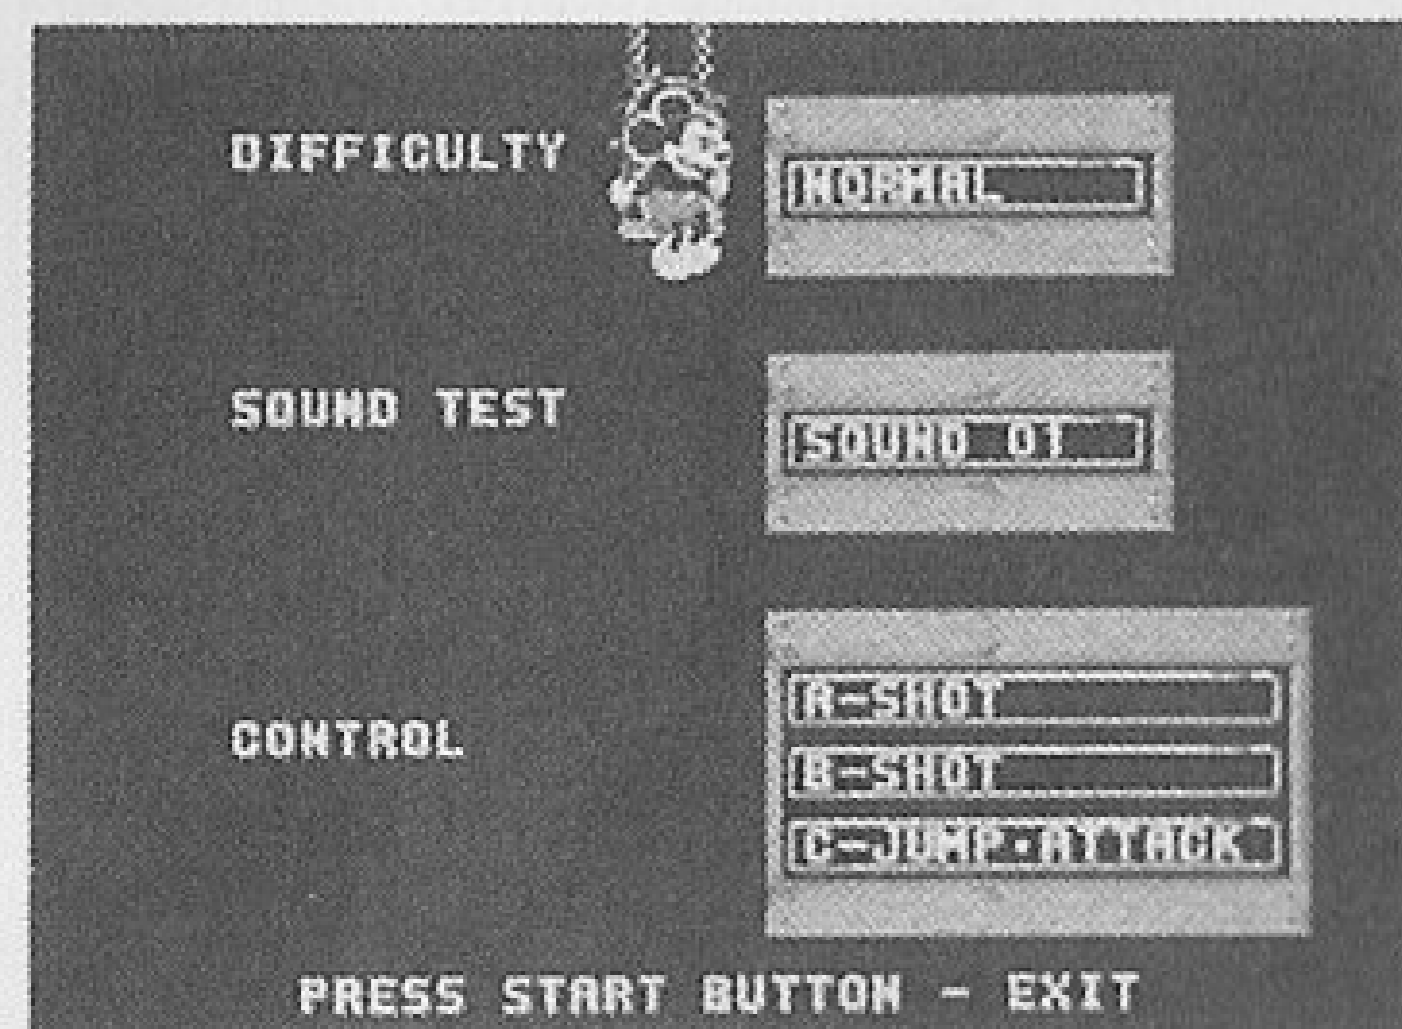 DIFFICULTY
NORMAL
SOUND TEST
SOUND 01
CONTROL
A-SHOT
B-SHOT
C-JUMP·ATTACK
PRESS START BUTTON - EXIT